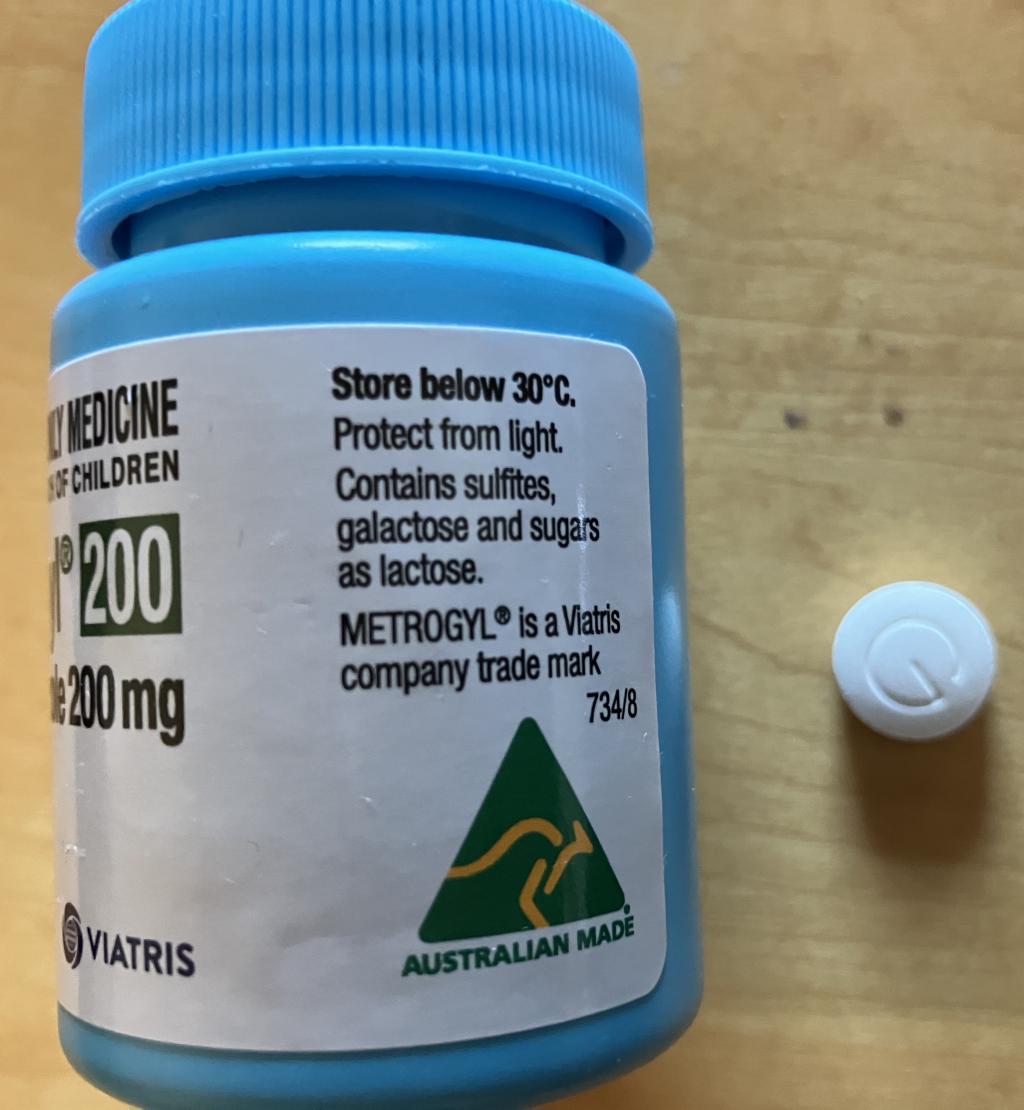 MEDICINE
OF CHILDREN
200
200 mg
VIATRIS
Store below 30°C.
Protect from light.
Contains sulfites,
galactose and sugars
as lactose.
METROGYL® is a Viatris
company trade mark
734/8
AUSTRALIAN MADE